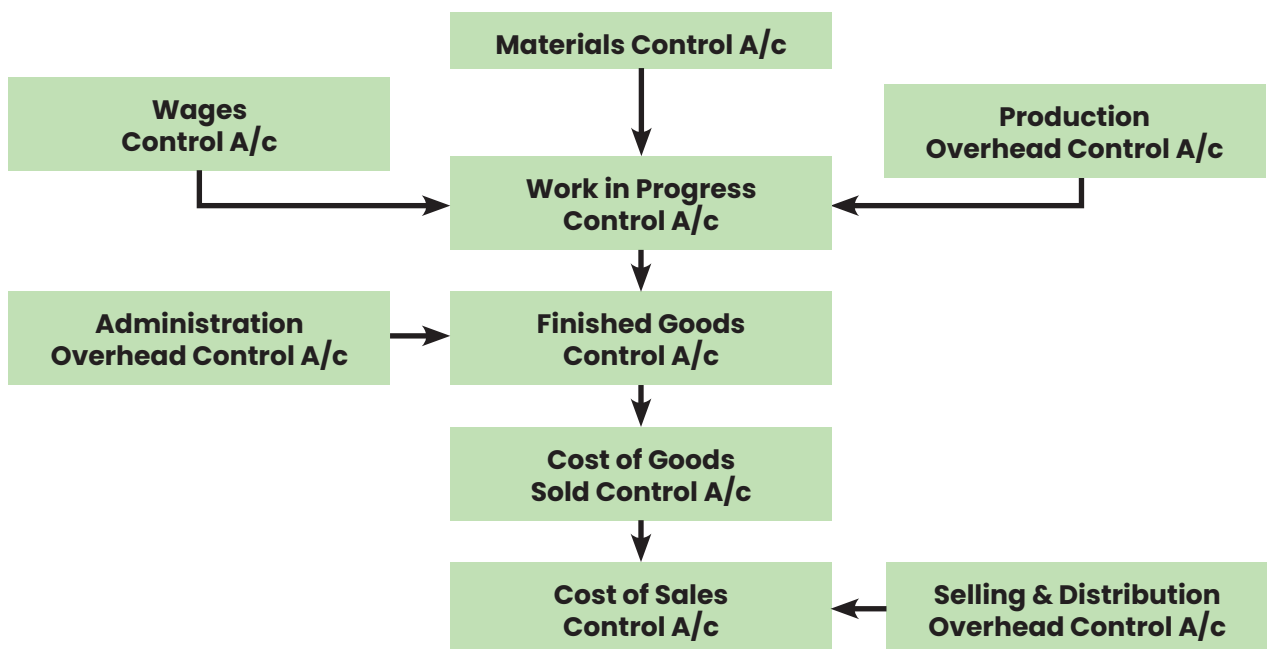 Materials Control A/c
Wages
Control A/c
Production
Overhead Control A/c
Work in Progress
Control A/c
Administration
Overhead Control A/c
Finished Goods
Control A/c
Cost of Goods
Sold Control A/c
Cost of Sales
Control A/c
Selling & Distribution
Overhead Control A/c